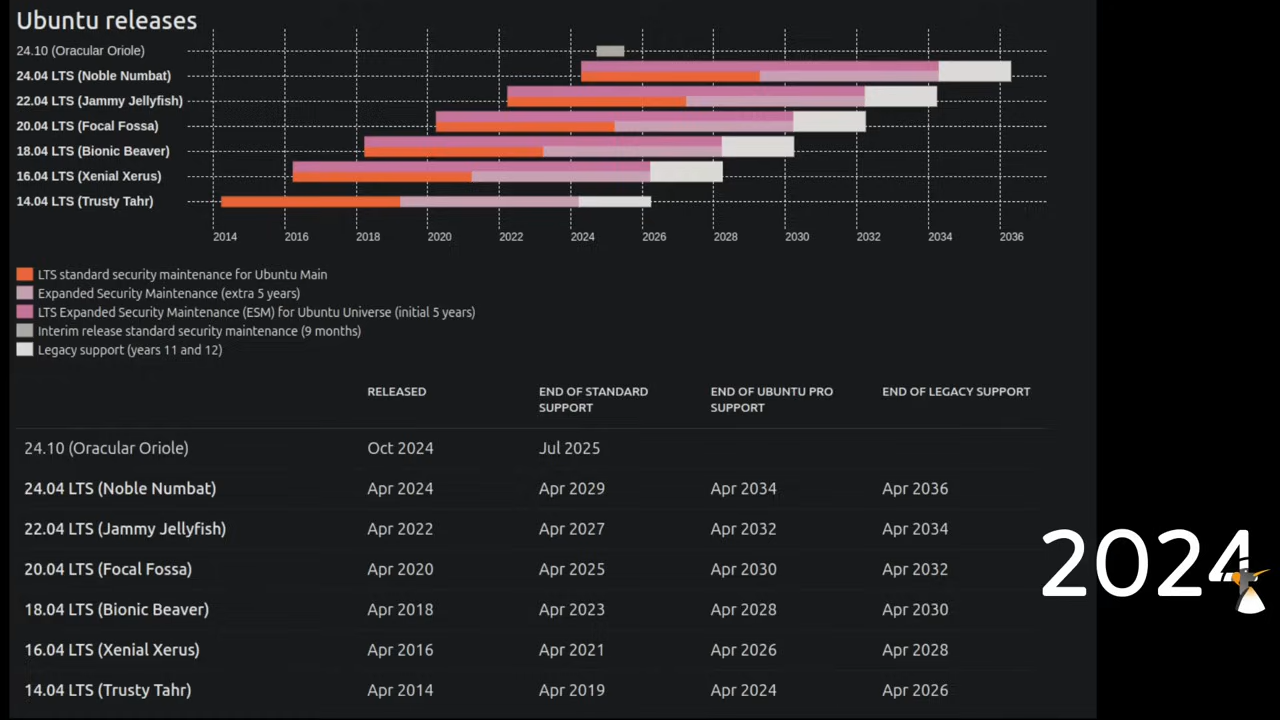 Ubuntu releases
24.10 (Oracular Oriole)
24.04 LTS (Noble Numbat)
22.04 LTS (Jammy Jellyfish)
20.04 LTS (Focal Fossa)
18.04 LTS (Bionic Beaver)
16.04 LTS (Xenial Xerus)
14.04 LTS (Trusty Tahr)
2014 2016 2018 2020 2022 2024 2026 2028 2030 2032 2034 2036
LTS standard security maintenance for Ubuntu Main
Expanded Security Maintenance (extra 5 years)
LTS Expanded Security Maintenance (ESM) for Ubuntu Universe (initial 5 years)
Interim release standard security maintenance (9 months)
Legacy support (years 11 and 12)
RELEASED END OF STANDARD SUPPORT END OF UBUNTU PRO SUPPORT END OF LEGACY SUPPORT
24.10 (Oracular Oriole) Oct 2024 Jul 2025
24.04 LTS (Noble Numbat) Apr 2024 Apr 2029 Apr 2034 Apr 2036
22.04 LTS (Jammy Jellyfish) Apr 2022 Apr 2027 Apr 2032 Apr 2034
20.04 LTS (Focal Fossa) Apr 2020 Apr 2025 Apr 2030 Apr 2032
18.04 LTS (Bionic Beaver) Apr 2018 Apr 2023 Apr 2028 Apr 2030
16.04 LTS (Xenial Xerus) Apr 2016 Apr 2021 Apr 2026 Apr 2028
14.04 LTS (Trusty Tahr) Apr 2014 Apr 2019 Apr 2024 Apr 2026
2024